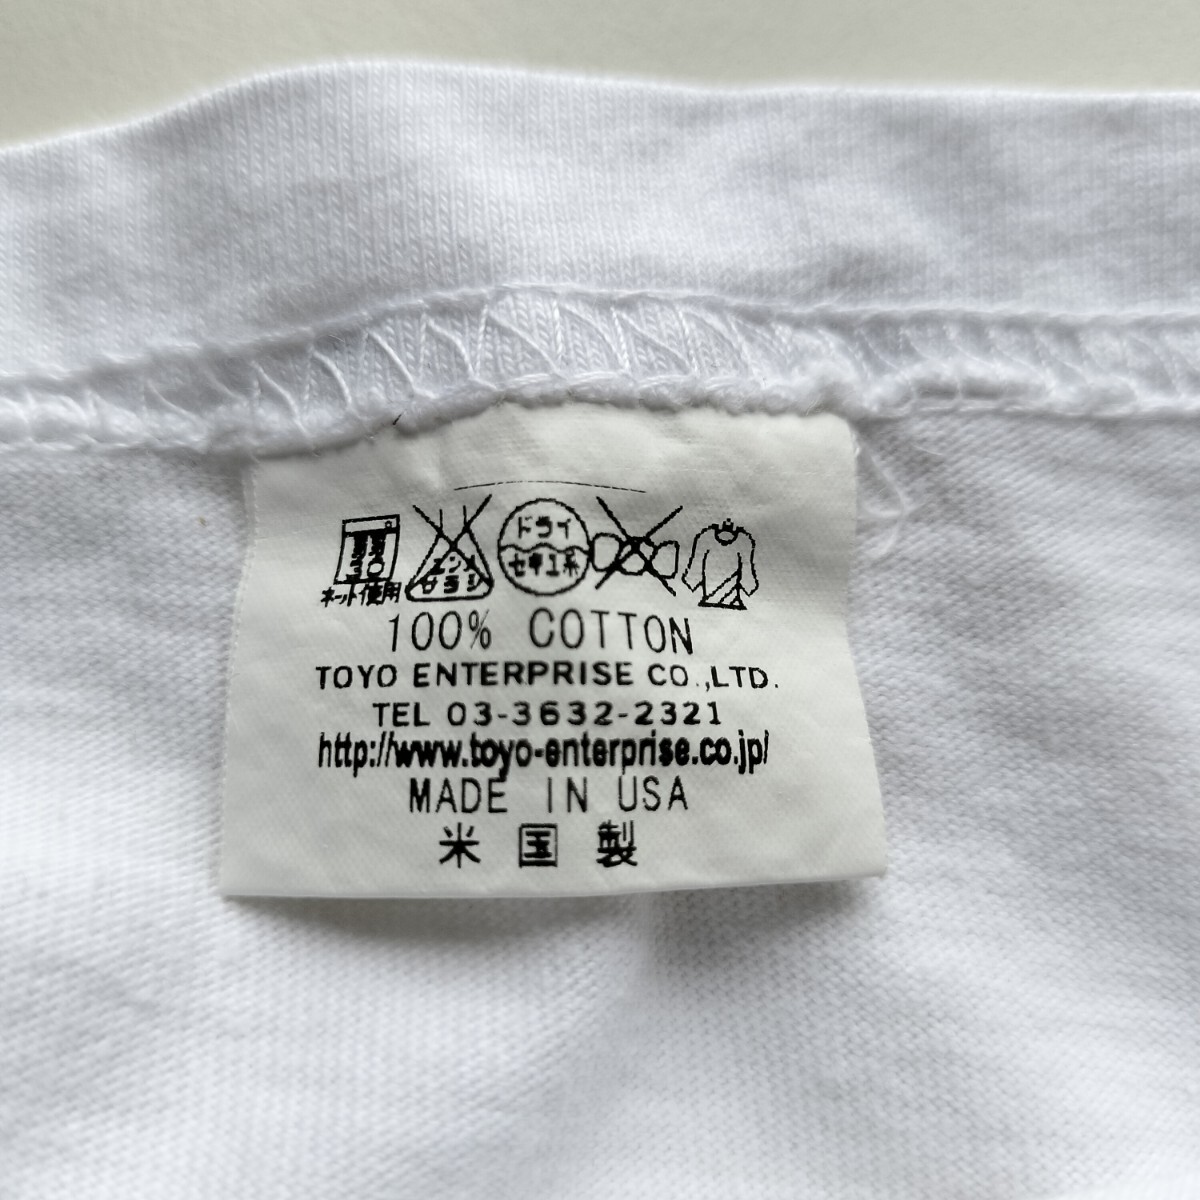 ネット使用
エンソ
サラシ
ドライ
セキユ系
100% COTTON
TOYO ENTERPRISE CO.,LTD.
TEL 03-3632-2321
http://www.toyo-enterprise.co.jp/
MADE IN USA
米国製